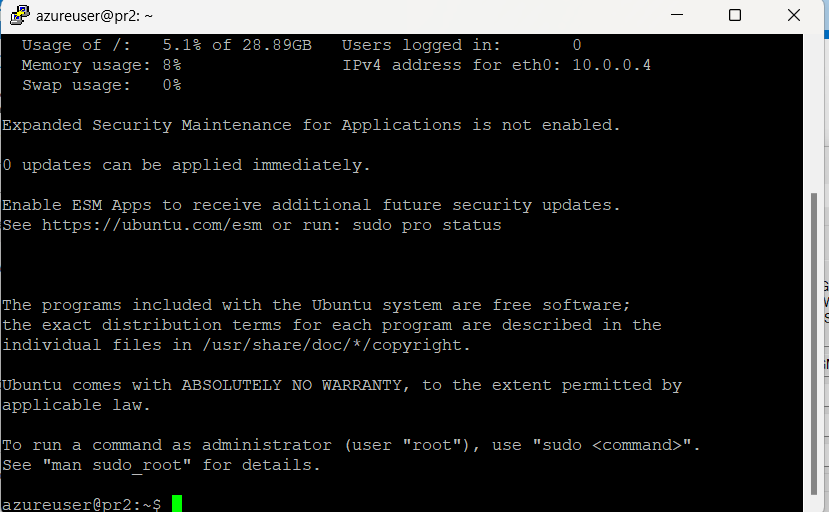 azureuser@pr2: ~
Usage of /:   5.1% of 28.89GB   Users logged in:       0
Memory usage: 8%                IPv4 address for eth0: 10.0.0.4
Swap usage:   0%
Expanded Security Maintenance for Applications is not enabled.
0 updates can be applied immediately.
Enable ESM Apps to receive additional future security updates.
See https://ubuntu.com/esm or run: sudo pro status
The programs included with the Ubuntu system are free software;
the exact distribution terms for each program are described in the
individual files in /usr/share/doc/*/copyright.
Ubuntu comes with ABSOLUTELY NO WARRANTY, to the extent permitted by
applicable law.
To run a command as administrator (user "root"), use "sudo <command>".
See "man sudo_root" for details.
azureuser@pr2:~$